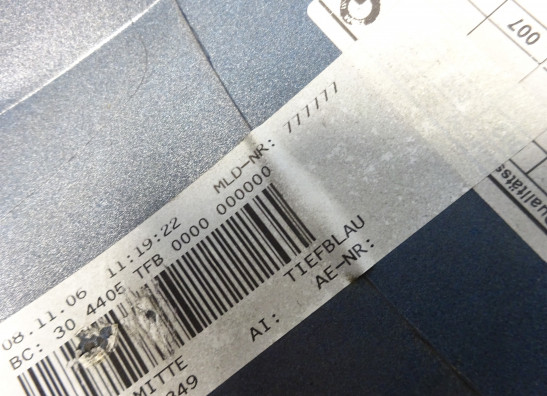 08.11.06 11:19:22 MLD-NR: 777777
BC: 30 4405 TFB 0000 000000
MITTE AI: TIEFBLAU
349 AE-NR:
007